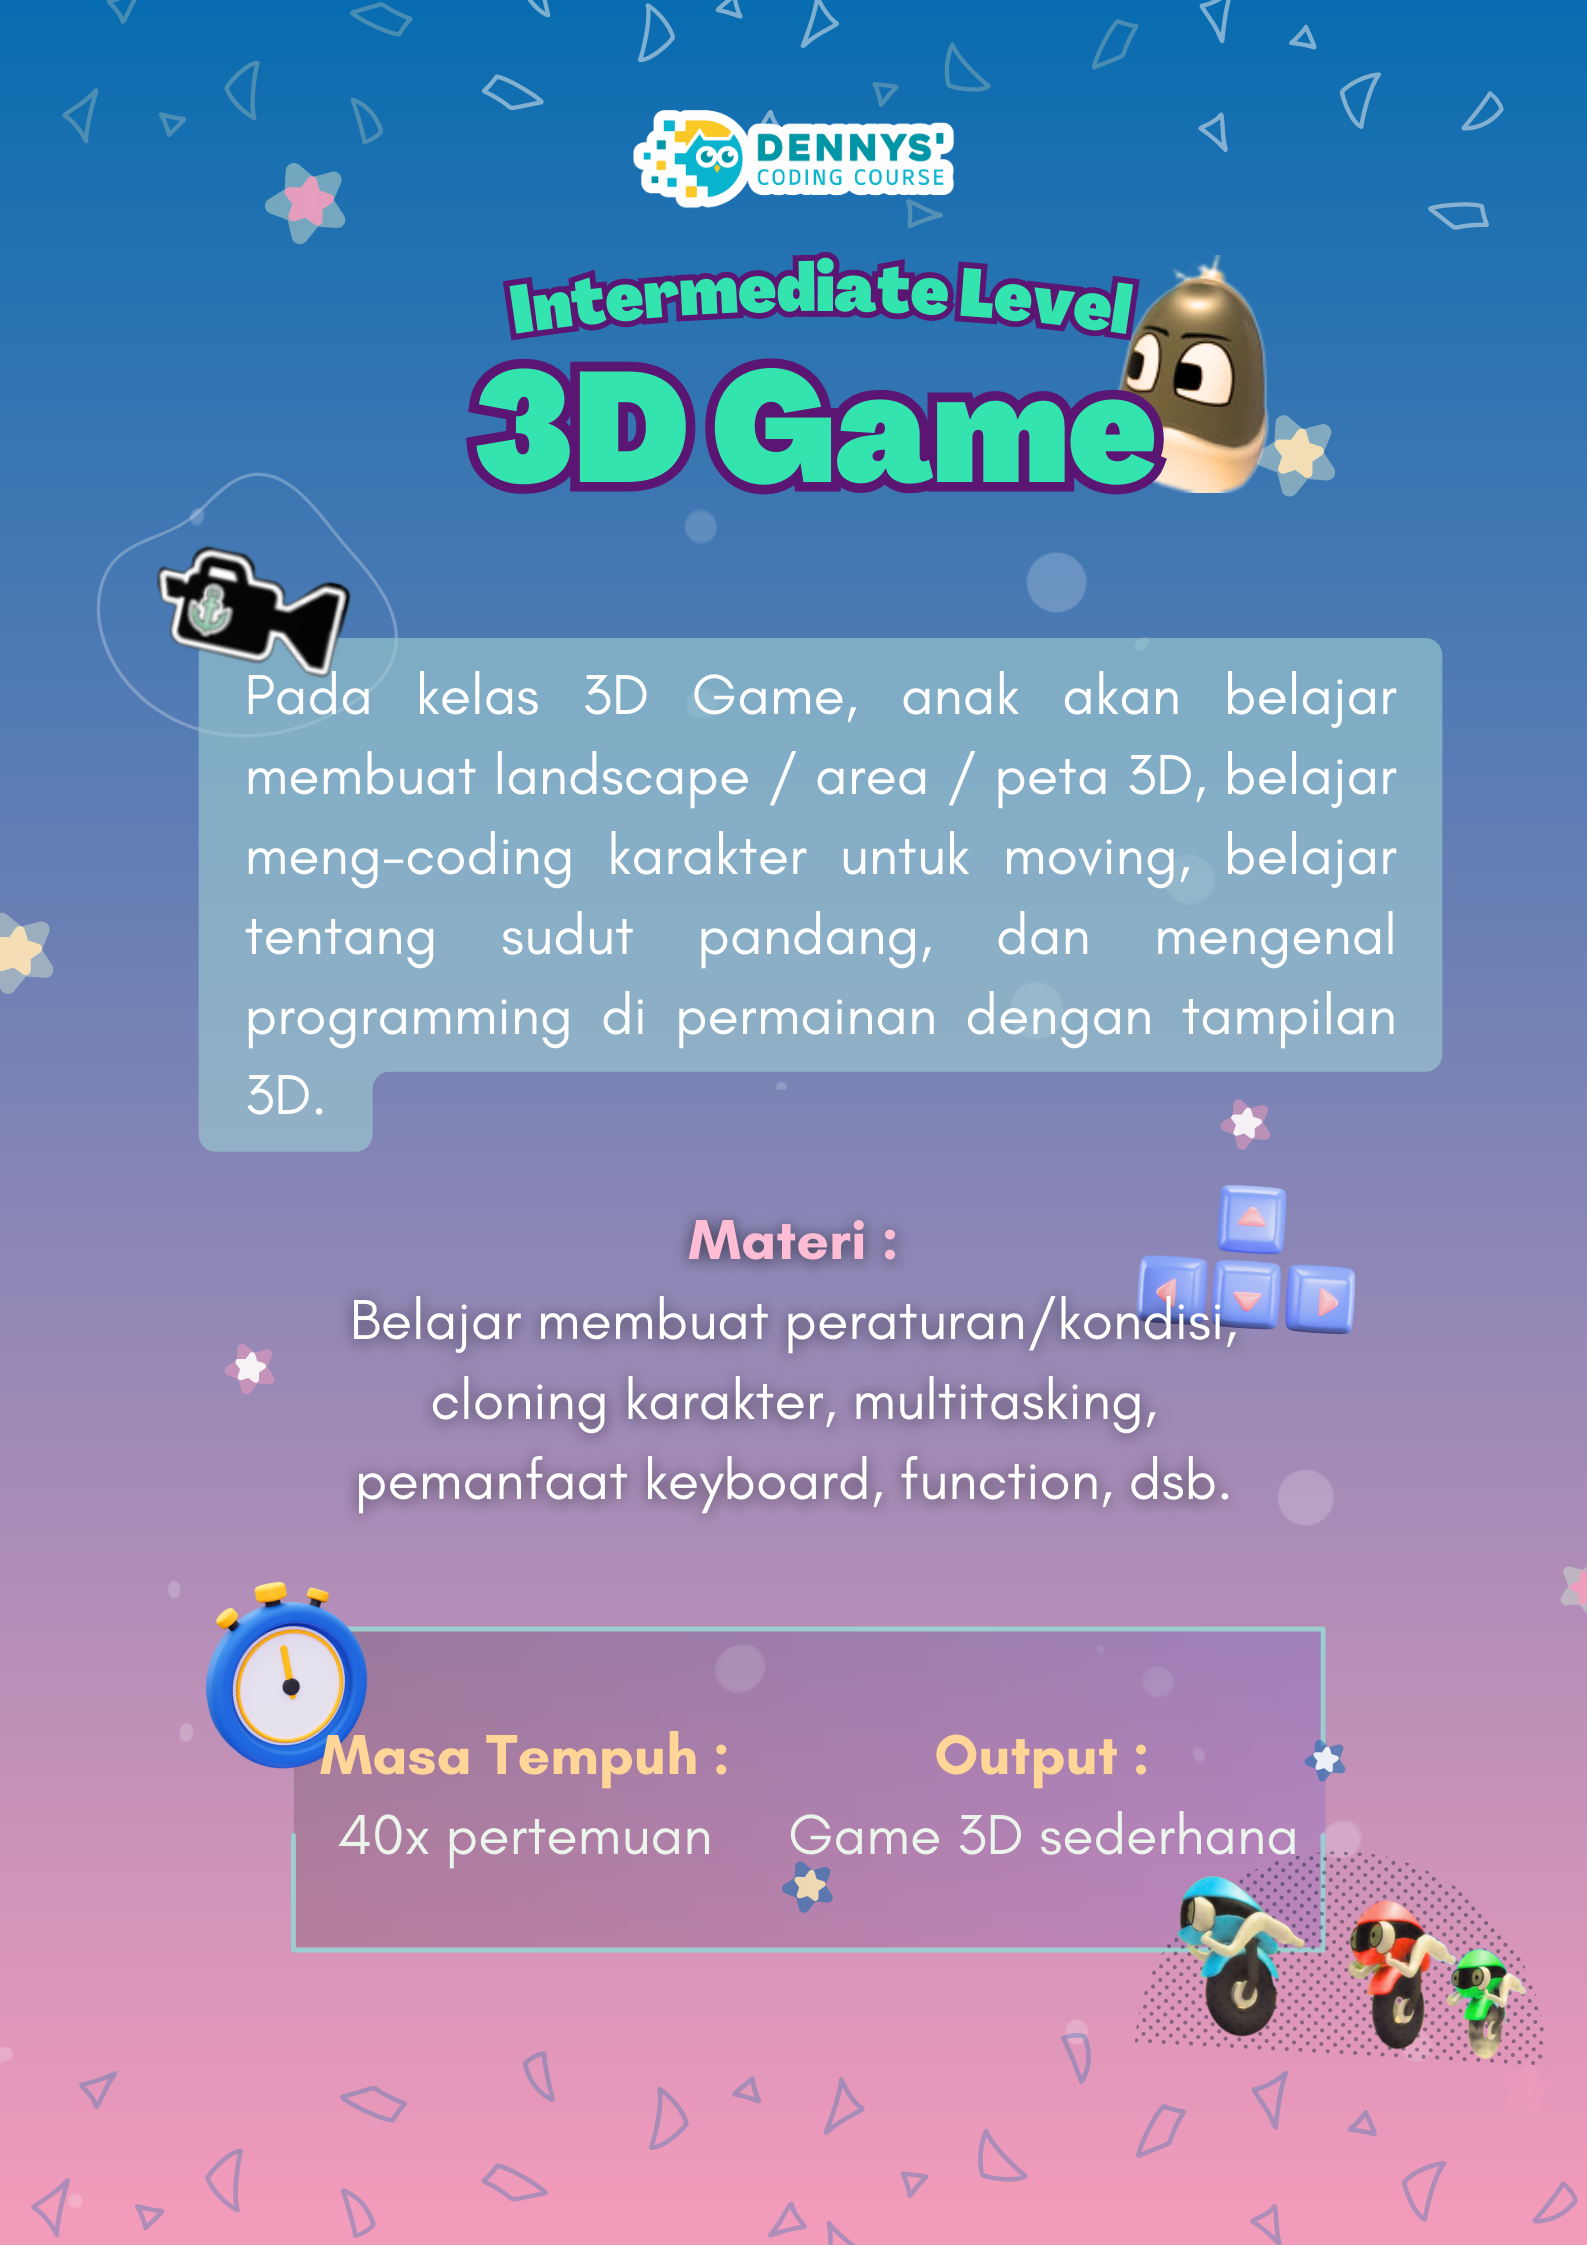 DENNYS'
CODING COURSE
Intermediate Level
3D Game
Pada kelas 3D Game, anak akan belajar
membuat landscape / area / peta 3D, belajar
meng-coding karakter untuk moving, belajar
tentang sudut pandang, dan mengenal
programming di permainan dengan tampilan
3D.
Materi :
Belajar membuat peraturan/kondisi,
cloning karakter, multitasking,
pemanfaat keyboard, function, dsb.
Masa Tempuh :
40x pertemuan
Output :
Game 3D sederhana